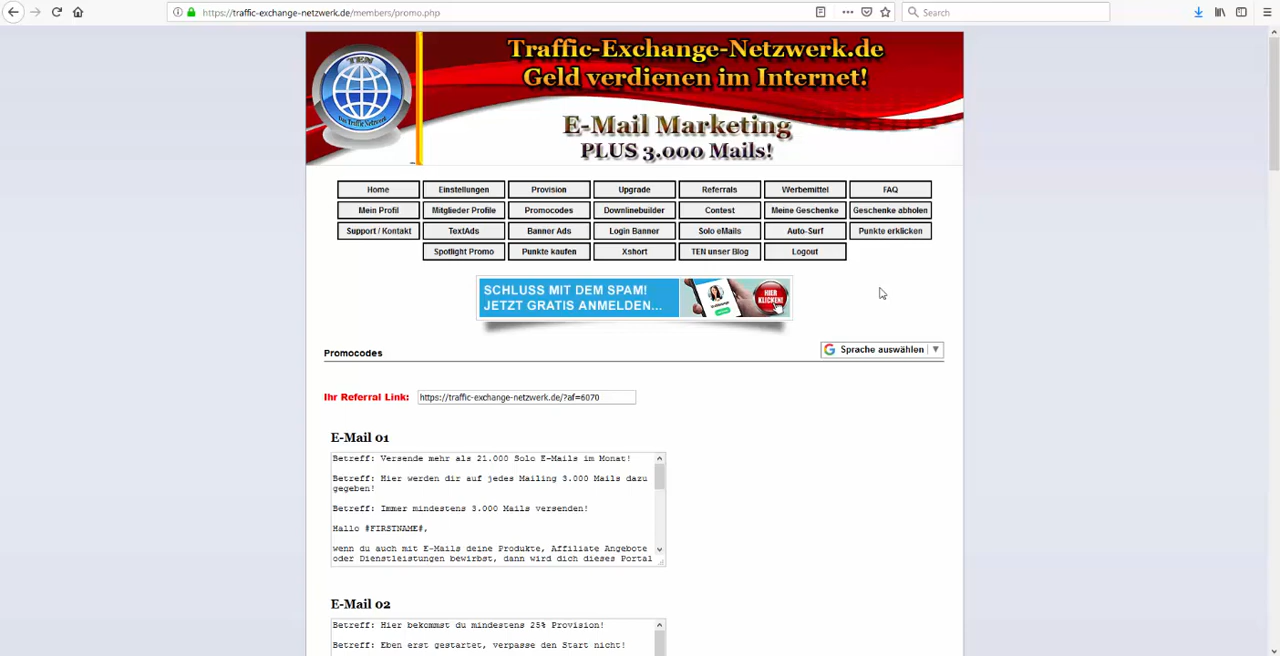 https://traffic-exchange-netzwerk.de/members/promo.php
Search
TEN
Das Traffic Netzwerk
Traffic-Exchange-Netzwerk.de
Geld verdienen im Internet!
E-Mail Marketing
PLUS 3.000 Mails!
Home Einstellungen Provision Upgrade Referrals Werbemittel FAQ
Mein Profil Mitglieder Profile Promocodes Downlinebuilder Contest Meine Geschenke Geschenke abholen
Support / Kontakt TextAds Banner Ads Login Banner Solo eMails Auto-Surf Punkte erklicken
Spotlight Promo Punkte kaufen Xshort TEN unser Blog Logout
SCHLUSS MIT DEM SPAM!
JETZT GRATIS ANMELDEN...
HIER
KLICKEN!
Promocodes
Sprache auswählen
Ihr Referral Link: https://traffic-exchange-netzwerk.de/?af=6070
E-Mail 01
Betreff: Versende mehr als 21.000 Solo E-Mails im Monat!
Betreff: Hier werden dir auf jedes Mailing 3.000 Mails dazu
gegeben!
Betreff: Immer mindestens 3.000 Mails versenden!
Hallo #FIRSTNAME#,
wenn du auch mit E-Mails deine Produkte, Affiliate Angebote
oder Dienstleistungen bewirbst, dann wird dich dieses Portal
E-Mail 02
Betreff: Hier bekommst du mindestens 25% Provision!
Betreff: Eben erst gestartet, verpasse den Start nicht!